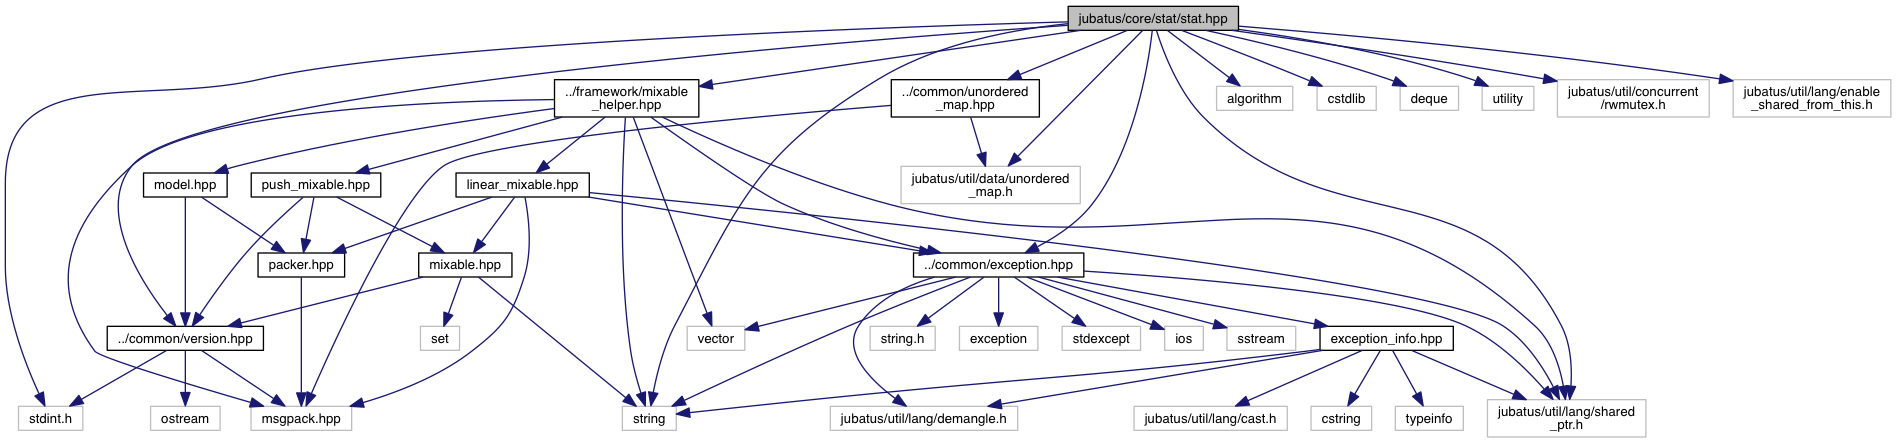 jubatus/core/stat/stat.hpp
../framework/mixable
_helper.hpp
../common/unordered
_map.hpp
algorithm
cstdlib
deque
utility
jubatus/util/concurrent
/rwmutex.h
jubatus/util/lang/enable
_shared_from_this.h
model.hpp
push_mixable.hpp
linear_mixable.hpp
jubatus/util/data/unordered
_map.h
packer.hpp
mixable.hpp
../common/exception.hpp
../common/version.hpp
set
vector
string.h
exception
stdexcept
ios
sstream
exception_info.hpp
stdint.h
ostream
msgpack.hpp
string
jubatus/util/lang/demangle.h
jubatus/util/lang/cast.h
cstring
typeinfo
jubatus/util/lang/shared
_ptr.h